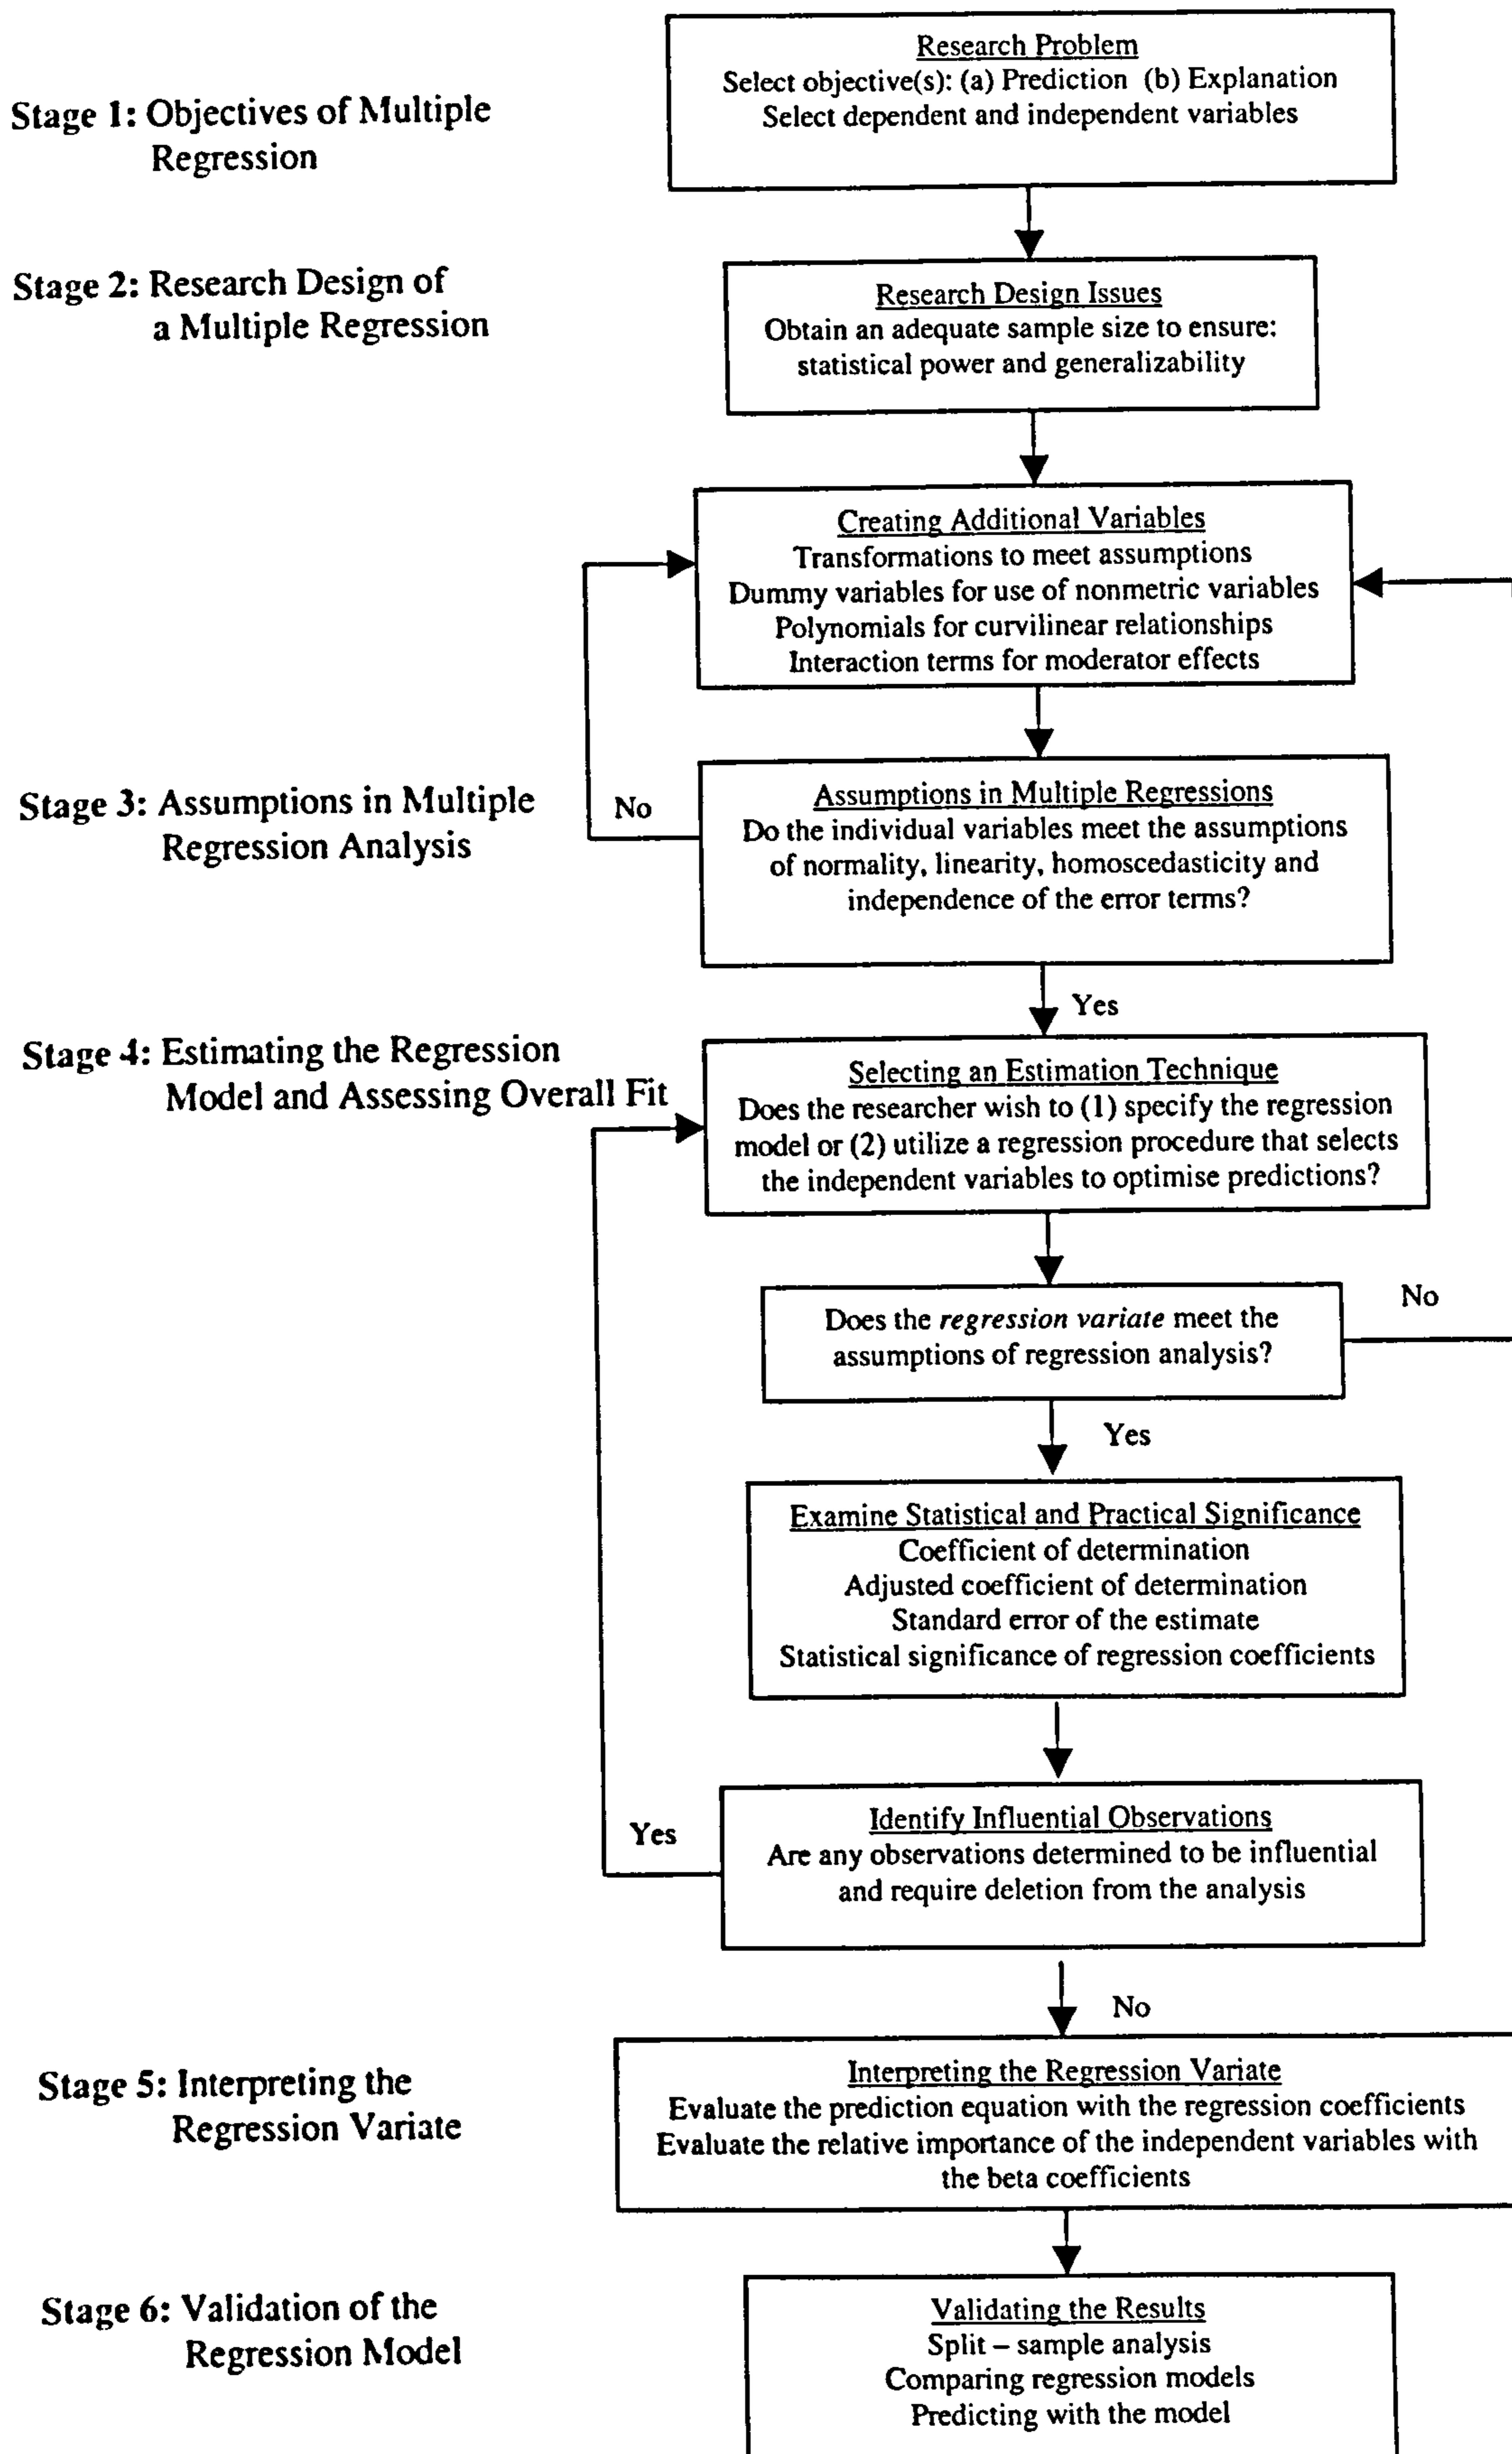 Research Problem
Select objective(s): (a) Prediction (b) Explanation
Select dependent and independent variables
Stage 1: Objectives of Multiple
Regression
Stage 2: Research Design of
a Multiple Regression
Research Design Issues
Obtain an adequate sample size to ensure:
statistical power and generalizability
Creating Additional Variables
Transformations to meet assumptions
Dummy variables for use of nonmetric variables
Polynomials for curvilinear relationships
Interaction terms for moderator effects
Stage 3: Assumptions in Multiple
Regression Analysis
No
Assumptions in Multiple Regressions
Do the individual variables meet the assumptions
of normality, linearity, homoscedasticity and
independence of the error terms?
Yes
Stage 4: Estimating the Regression
Model and Assessing Overall Fit
Selecting an Estimation Technique
Does the researcher wish to (1) specify the regression
model or (2) utilize a regression procedure that selects
the independent variables to optimise predictions?
Does the regression variate meet the
assumptions of regression analysis?
No
Yes
Examine Statistical and Practical Significance
Coefficient of determination
Adjusted coefficient of determination
Standard error of the estimate
Statistical significance of regression coefficients
Yes
Identify Influential Observations
Are any observations determined to be influential
and require deletion from the analysis
No
Stage 5: Interpreting the
Regression Variate
Interpreting the Regression Variate
Evaluate the prediction equation with the regression coefficients
Evaluate the relative importance of the independent variables with
the beta coefficients
Stage 6: Validation of the
Regression Model
Validating the Results
Split – sample analysis
Comparing regression models
Predicting with the model